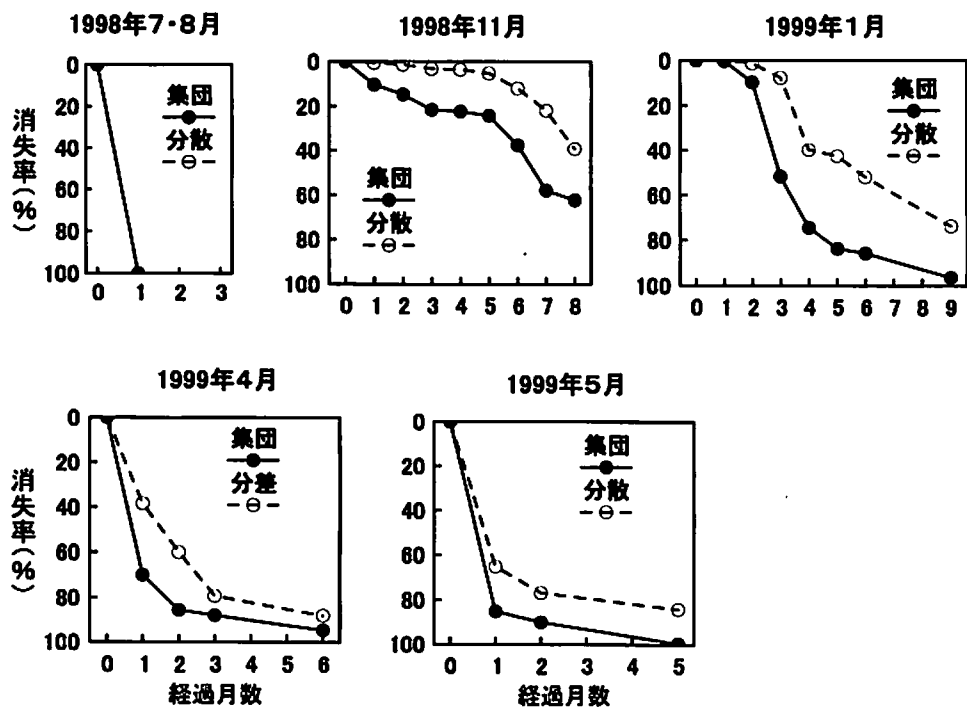 1998年7・8月
消失率(%)
0
20
40
60
80
100
集団
分散
0 1 2 3
1998年11月
0
20
40
60
80
100
集団
分散
0 1 2 3 4 5 6 7 8
1999年1月
0
20
40
60
80
100
集団
分散
0 1 2 3 4 5 6 7 8 9
1999年4月
消失率(%)
0
20
40
60
80
100
集団
分差
0 1 2 3 4 5 6
経過月数
1999年5月
0
20
40
60
80
100
集団
分散
0 1 2 3 4 5
経過月数